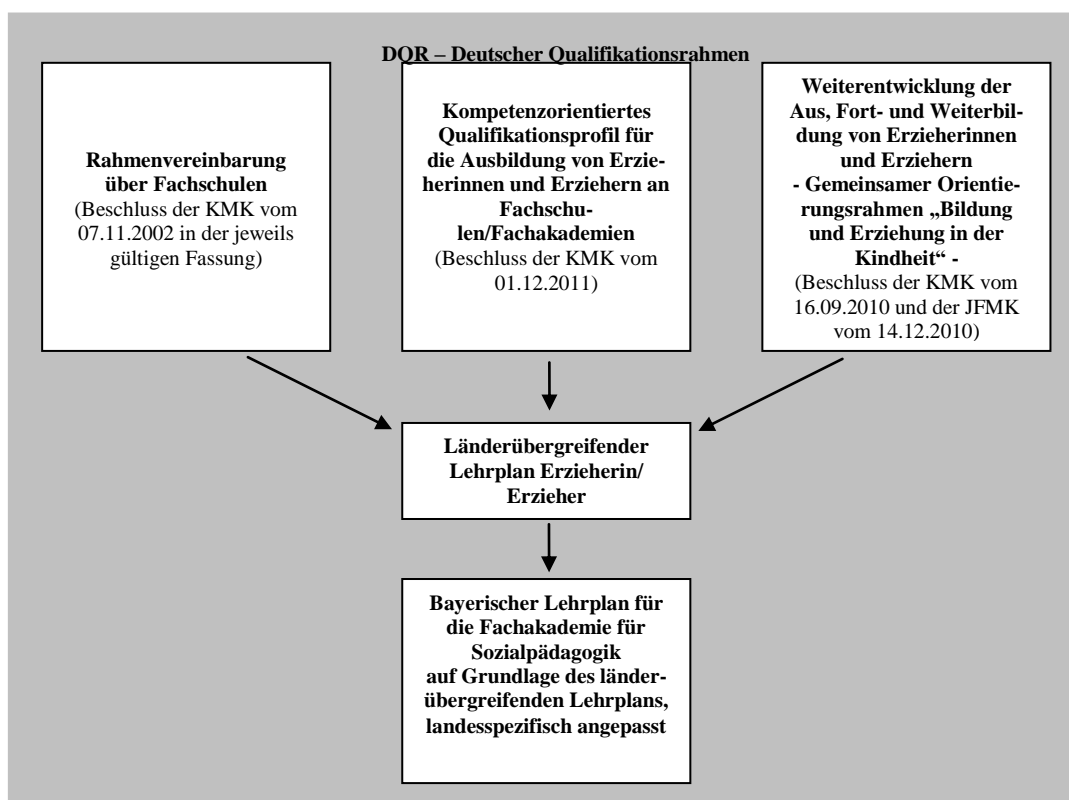 DQR – Deutscher Qualifikationsrahmen
Rahmenvereinbarung
über Fachschulen
(Beschluss der KMK vom
07.11.2002 in der jeweils
gültigen Fassung)
Kompetenzorientiertes
Qualifikationsprofil für
die Ausbildung von Erzie-
herinnen und Erziehern an
Fachschu-
len/Fachakademien
(Beschluss der KMK vom
01.12.2011)
Weiterentwicklung der
Aus, Fort- und Weiterbil-
dung von Erzieherinnen
und Erziehern
- Gemeinsamer Orientie-
rungsrahmen „Bildung
und Erziehung in der
Kindheit“ -
(Beschluss der KMK vom
16.09.2010 und der JFMK
vom 14.12.2010)
Länderübergreifender
Lehrplan Erzieherin/
Erzieher
Bayerischer Lehrplan für
die Fachakademie für
Sozialpädagogik
auf Grundlage des länder-
übergreifenden Lehrplans,
landesspezifisch angepasst